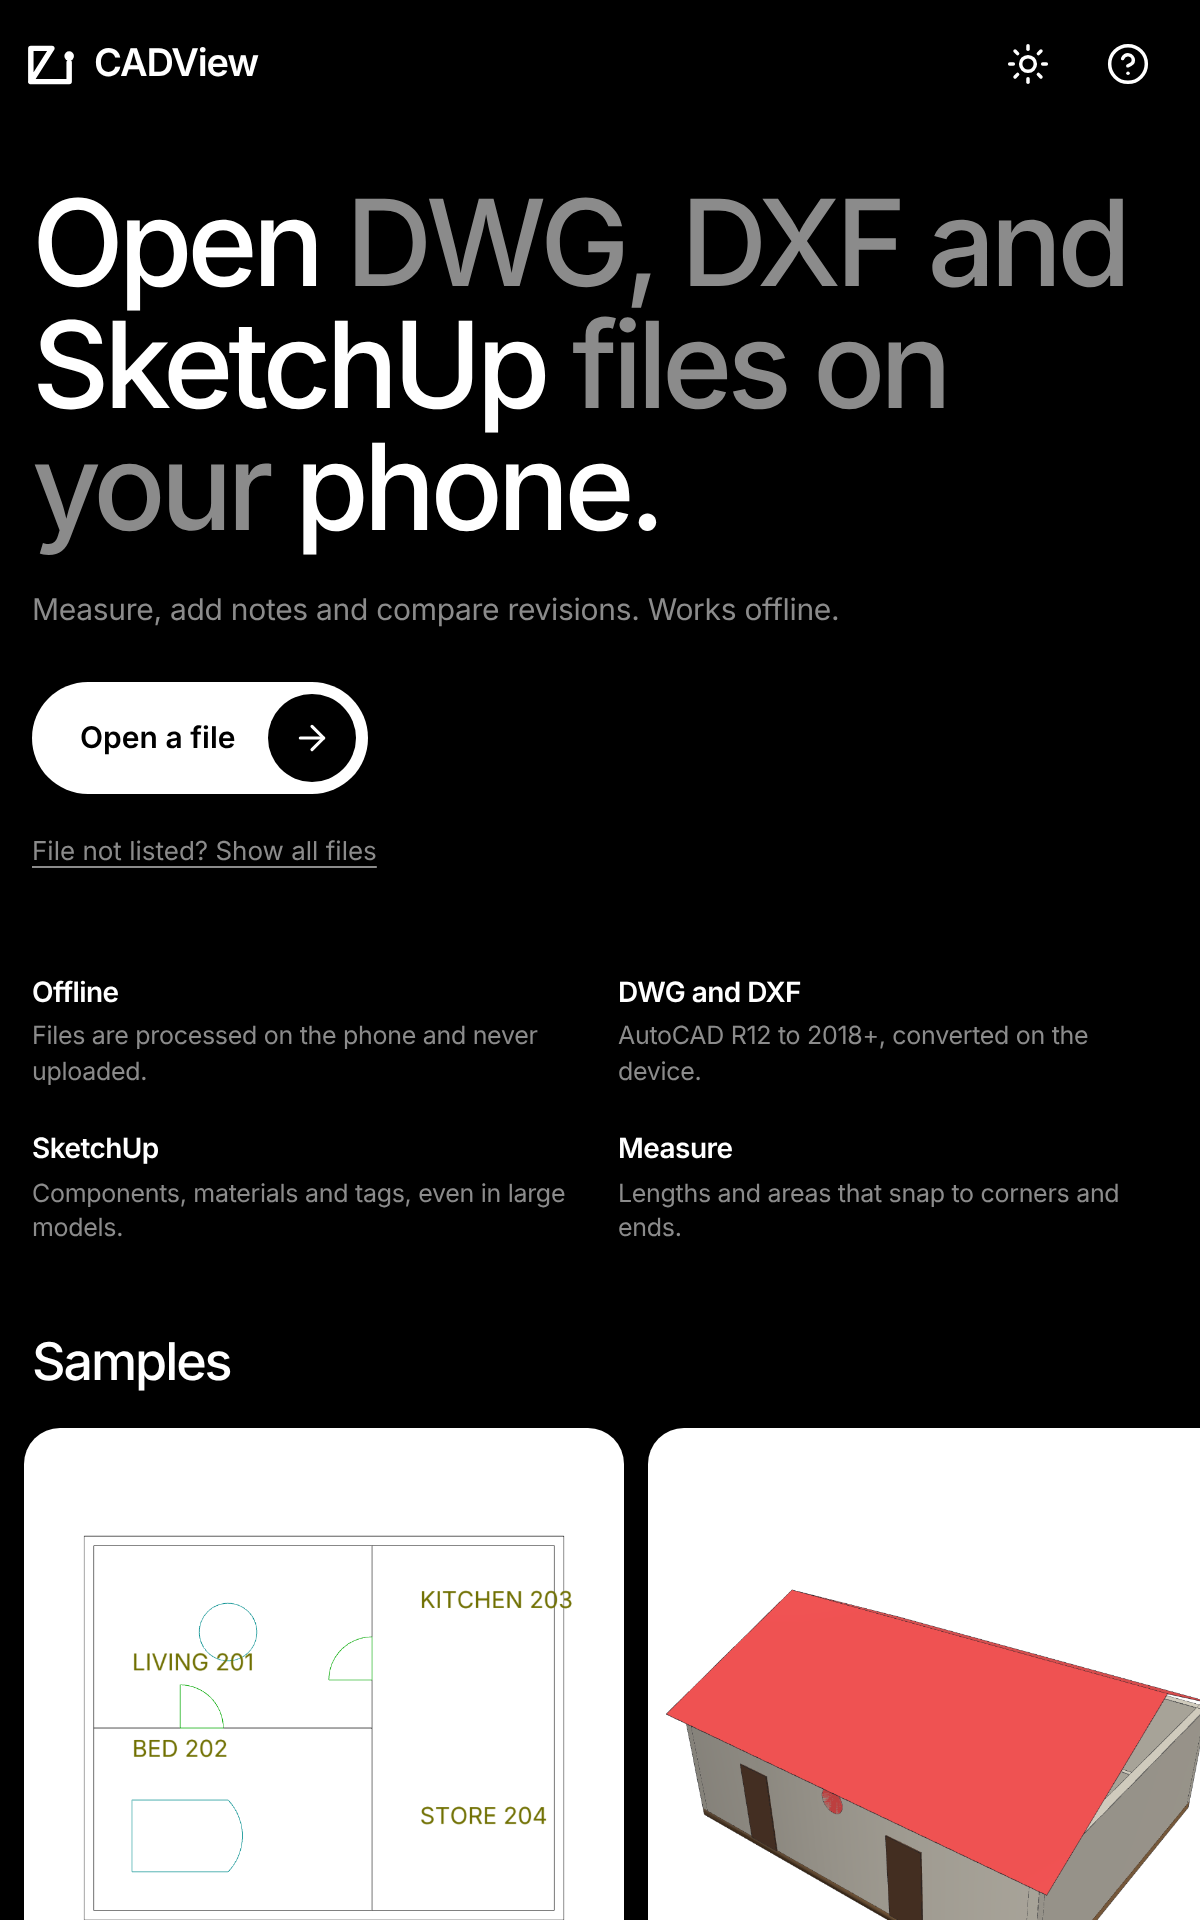 CADView
Open DWG, DXF and
SketchUp files on
your phone.
Measure, add notes and compare revisions. Works offline.
Open a file
File not listed? Show all files
Offline
Files are processed on the phone and never
uploaded.
DWG and DXF
AutoCAD R12 to 2018+, converted on the
device.
SketchUp
Components, materials and tags, even in large
models.
Measure
Lengths and areas that snap to corners and
ends.
Samples
KITCHEN 203
LIVING 201
BED 202
STORE 204